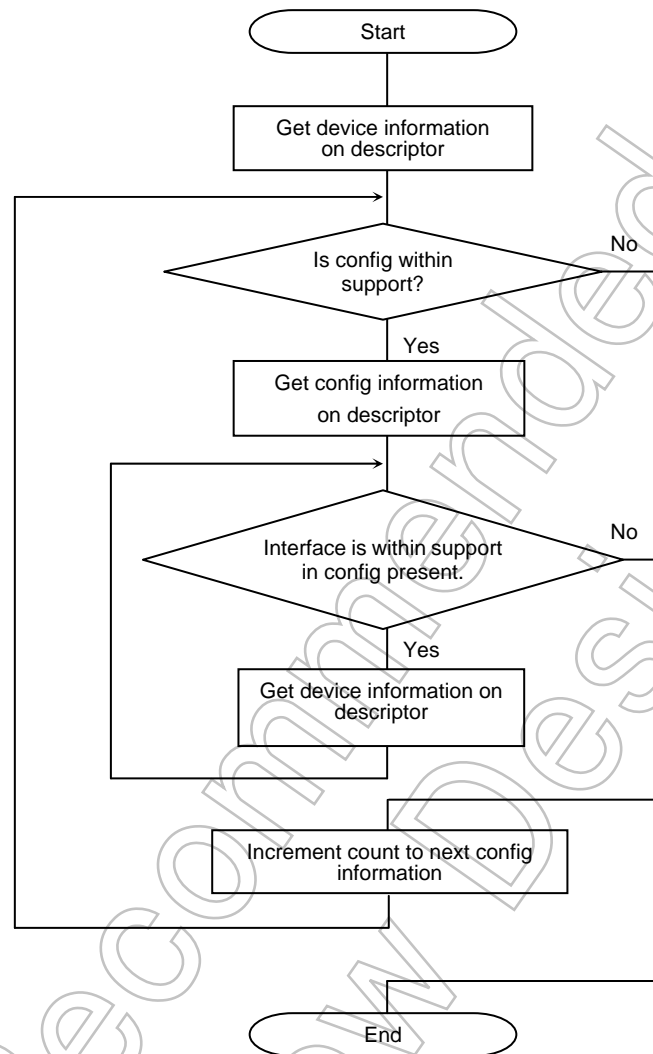 Start
Get device information
on descriptor
Is config within
support?
No
Yes
Get config information
on descriptor
Interface is within support
in config present.
No
Yes
Get device information on
descriptor
Increment count to next config
information
End